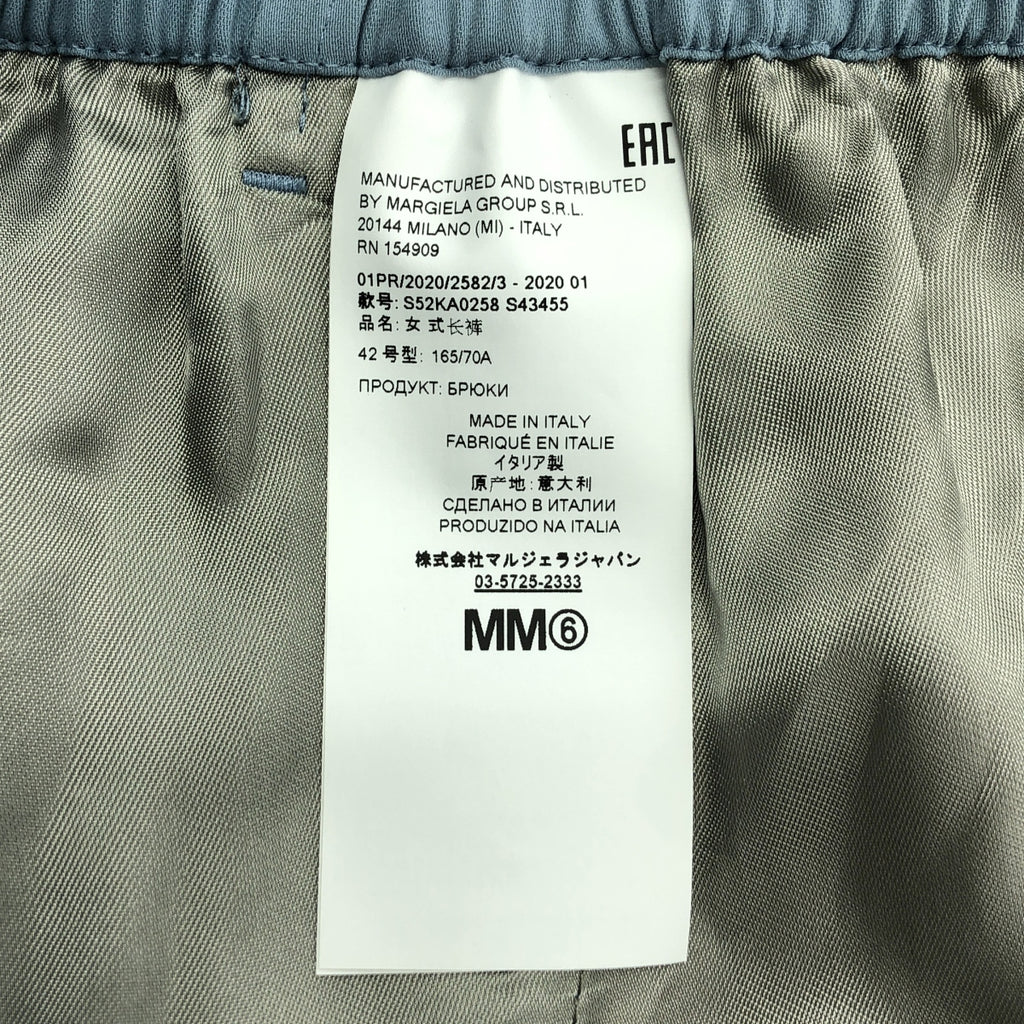 EAC
MANUFACTURED AND DISTRIBUTED
BY MARGIELA GROUP S.R.L.
20144 MILANO (MI) - ITALY
RN 154909
01PR/2020/2582/3 - 2020 01
款号: S52KA0258 S43455
品名: 女 式长裤
42 号型: 165/70A
ПРОДУКТ: БРЮКИ
MADE IN ITALY
FABRIQUÉ EN ITALIE
イタリア製
原产地: 意大利
СДЕЛАНО В ИТАЛИИ
PRODUZIDO NA ITALIA
株式会社マルジェラジャパン
03-5725-2333
MM⑥